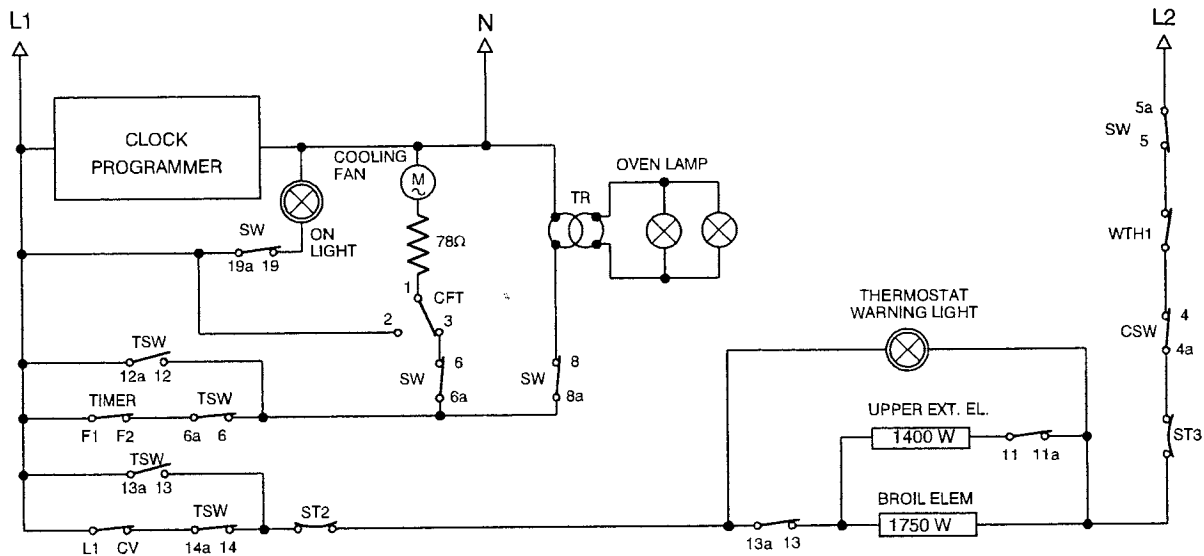 L1
N
L2
CLOCK
PROGRAMMER
COOLING
FAN
M
~
OVEN LAMP
TR
5a
SW
5
SW
19a 19
ON
LIGHT
78Ω
WTH1
1
CFT
2
3
THERMOSTAT
WARNING LIGHT
4
CSW
4a
TSW
12a 12
6
SW
6a
8
SW
8a
TIMER
F1 F2
TSW
6a 6
UPPER EXT. EL.
1400 W
11 11a
ST3
TSW
13a 13
BROIL ELEM
1750 W
L1 CV
TSW
14a 14
ST2
13a 13